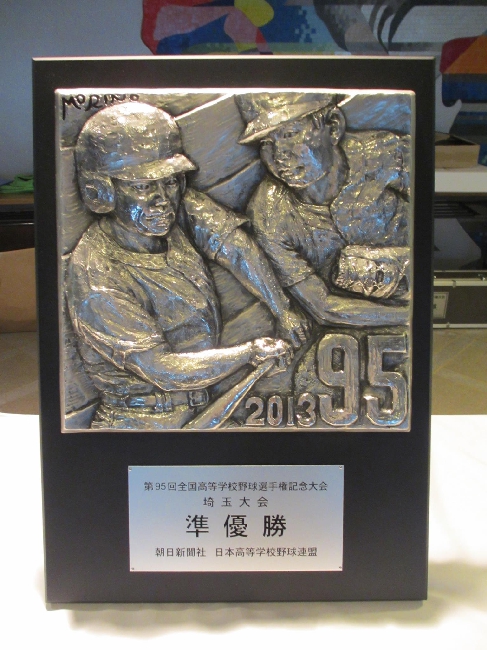 MORINO
2013 95
第95回全国高等学校野球選手権記念大会
埼玉大会
準優勝
朝日新聞社 日本高等学校野球連盟